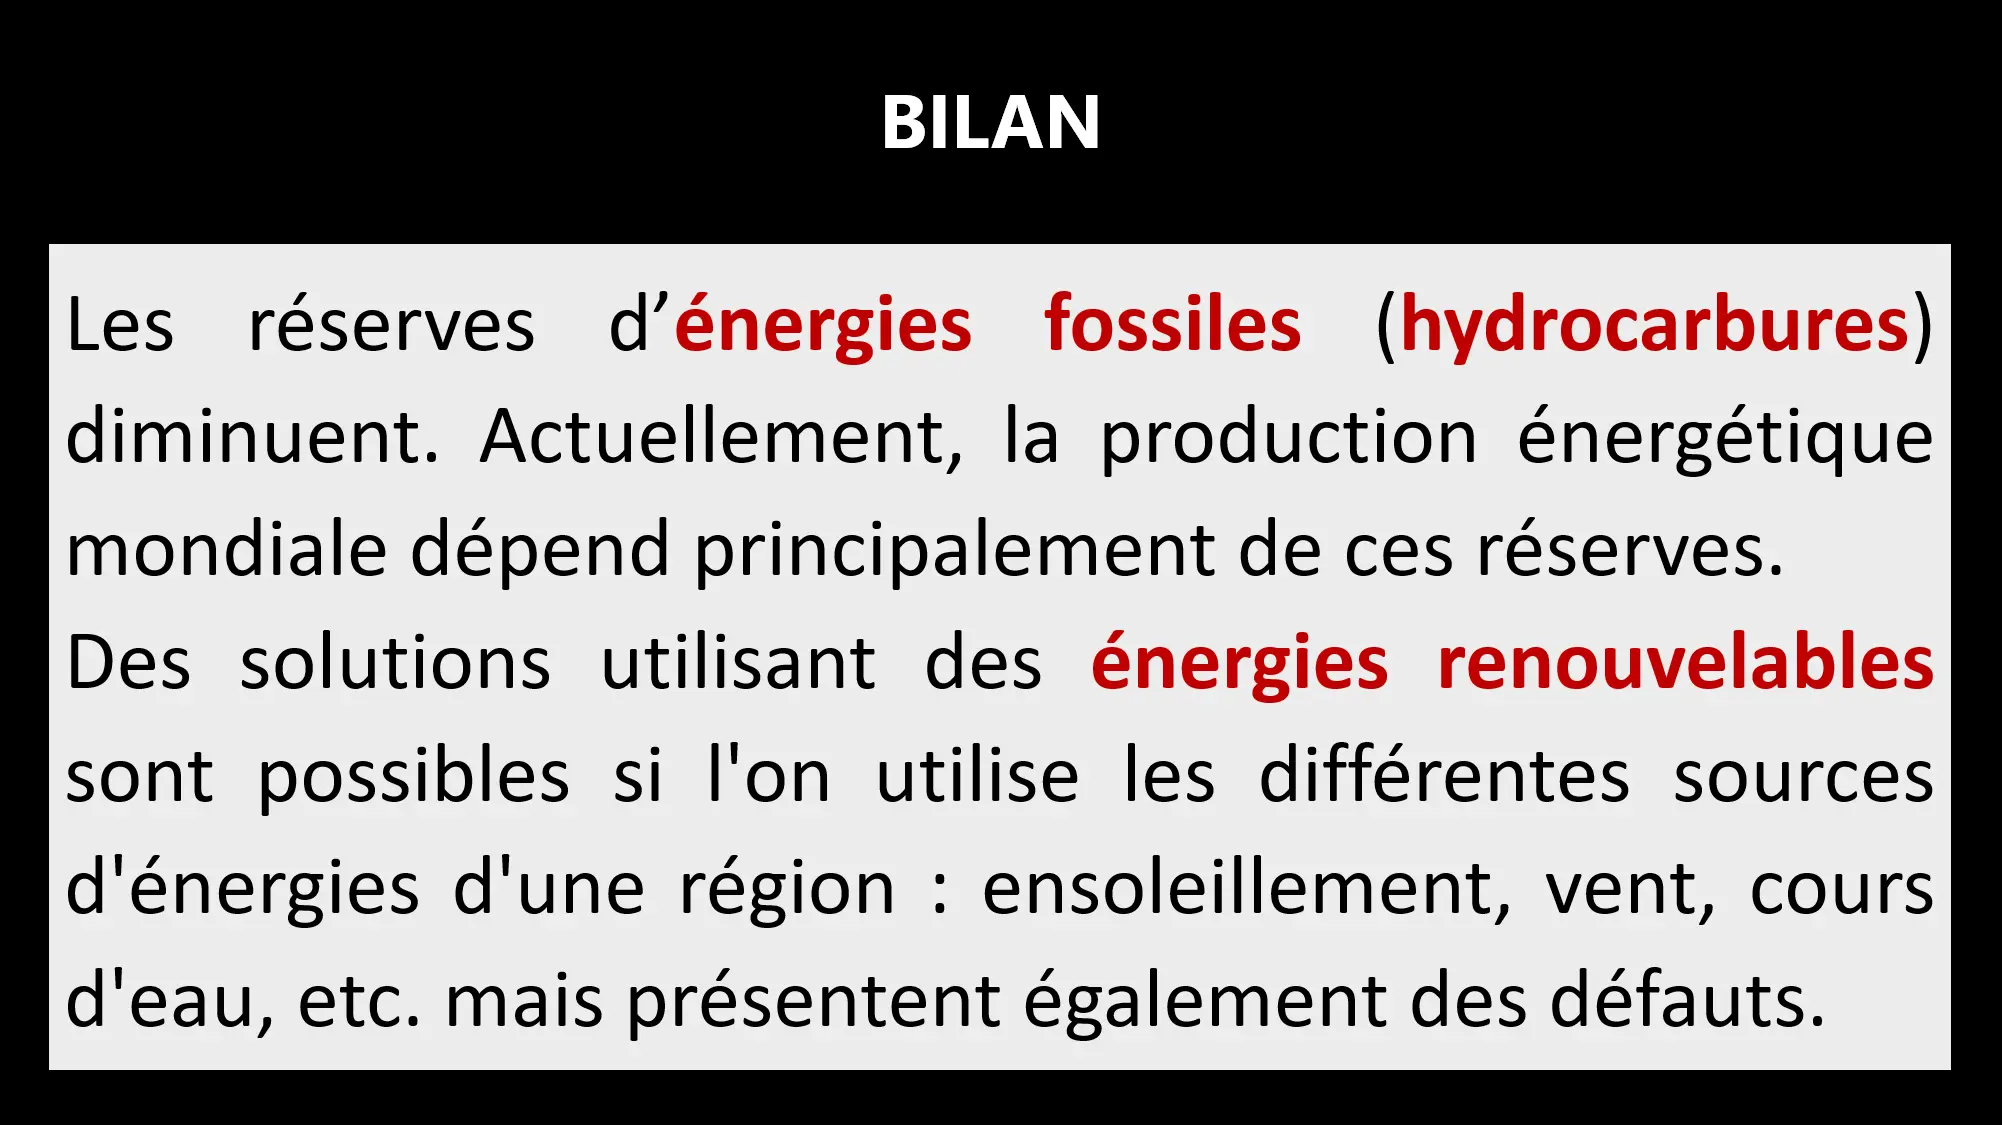 BILAN
Les réserves d’énergies fossiles (hydrocarbures)
diminuent. Actuellement, la production énergétique
mondiale dépend principalement de ces réserves.
Des solutions utilisant des énergies renouvelables
sont possibles si l'on utilise les différentes sources
d'énergies d'une région : ensoleillement, vent, cours
d'eau, etc. mais présentent également des défauts.